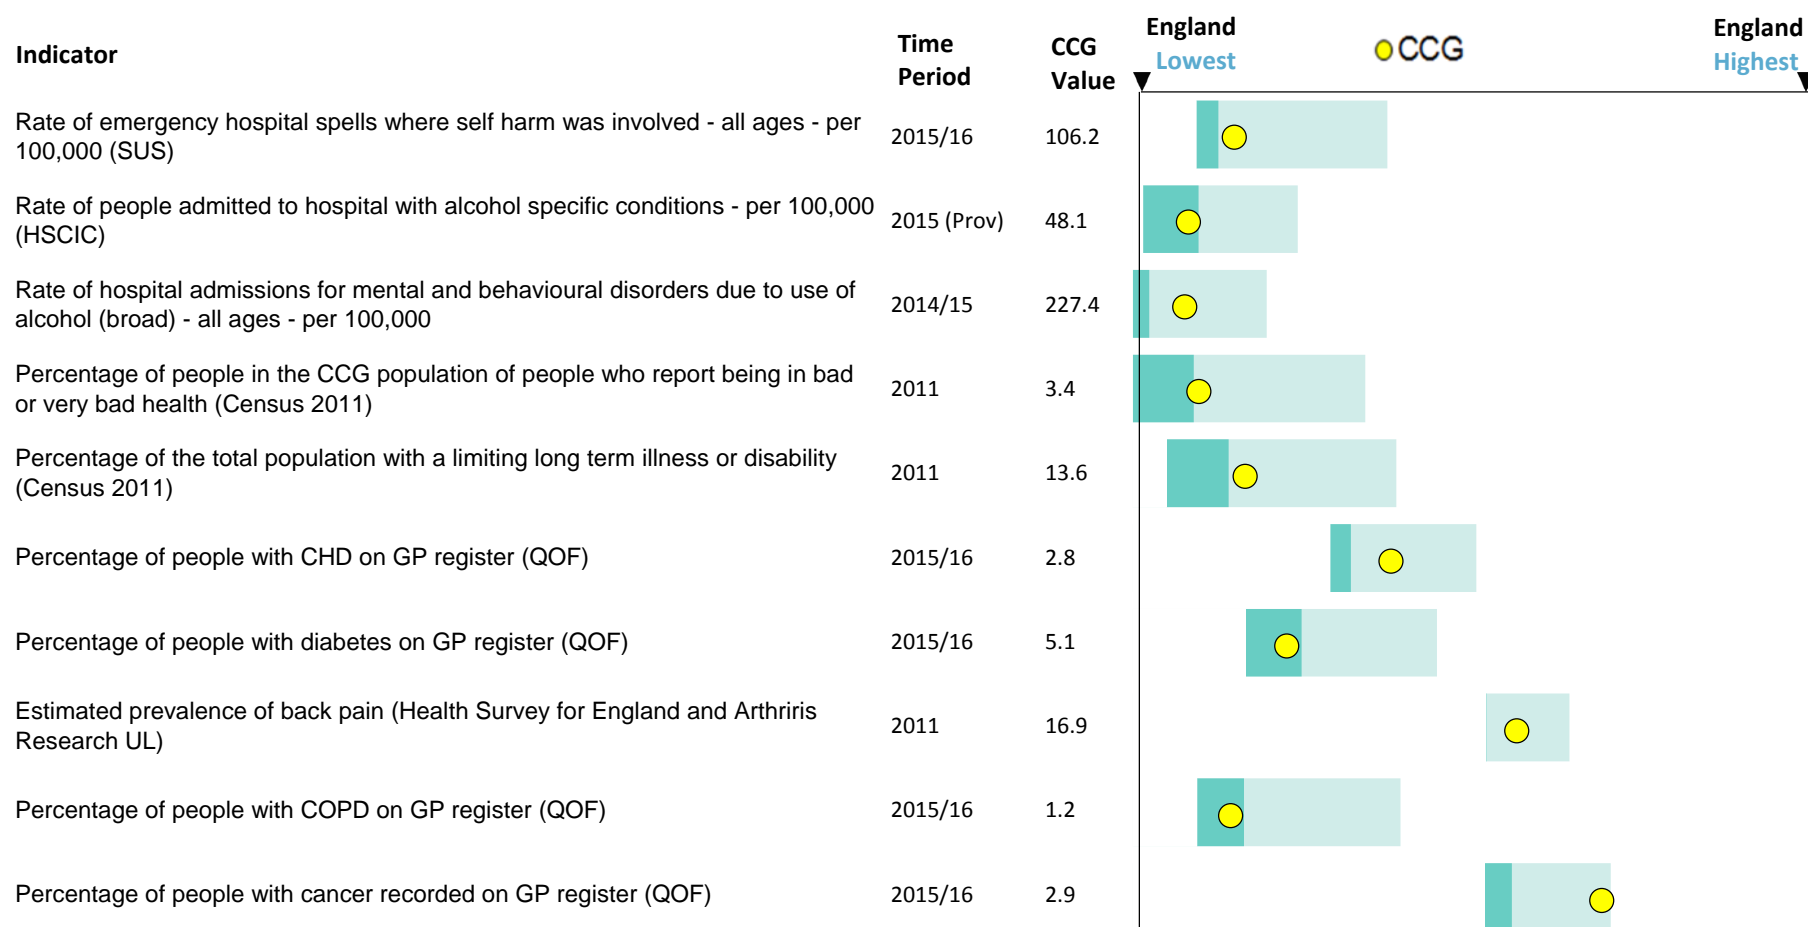 Indicator
Time
Period
CCG
Value
England
Lowest
CCG
England
Highest
Rate of emergency hospital spells where self harm was involved - all ages - per
100,000 (SUS)
2015/16
106.2
Rate of people admitted to hospital with alcohol specific conditions - per 100,000
(HSCIC)
2015 (Prov)
48.1
Rate of hospital admissions for mental and behavioural disorders due to use of
alcohol (broad) - all ages - per 100,000
2014/15
227.4
Percentage of people in the CCG population of people who report being in bad
or very bad health (Census 2011)
2011
3.4
Percentage of the total population with a limiting long term illness or disability
(Census 2011)
2011
13.6
Percentage of people with CHD on GP register (QOF)
2015/16
2.8
Percentage of people with diabetes on GP register (QOF)
2015/16
5.1
Estimated prevalence of back pain (Health Survey for England and Arthriris
Research UL)
2011
16.9
Percentage of people with COPD on GP register (QOF)
2015/16
1.2
Percentage of people with cancer recorded on GP register (QOF)
2015/16
2.9